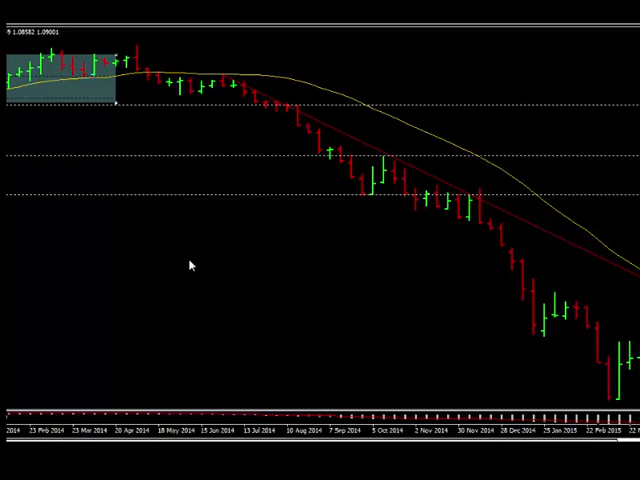 9 1.08582 1.09001
2014 23 Feb 2014 23 Mar 2014 20 Apr 2014 18 May 2014 15 Jun 2014 13 Jul 2014 10 Aug 2014 7 Sep 2014 5 Oct 2014 2 Nov 2014 30 Nov 2014 28 Dec 2014 25 Jan 2015 22 Feb 2015 22